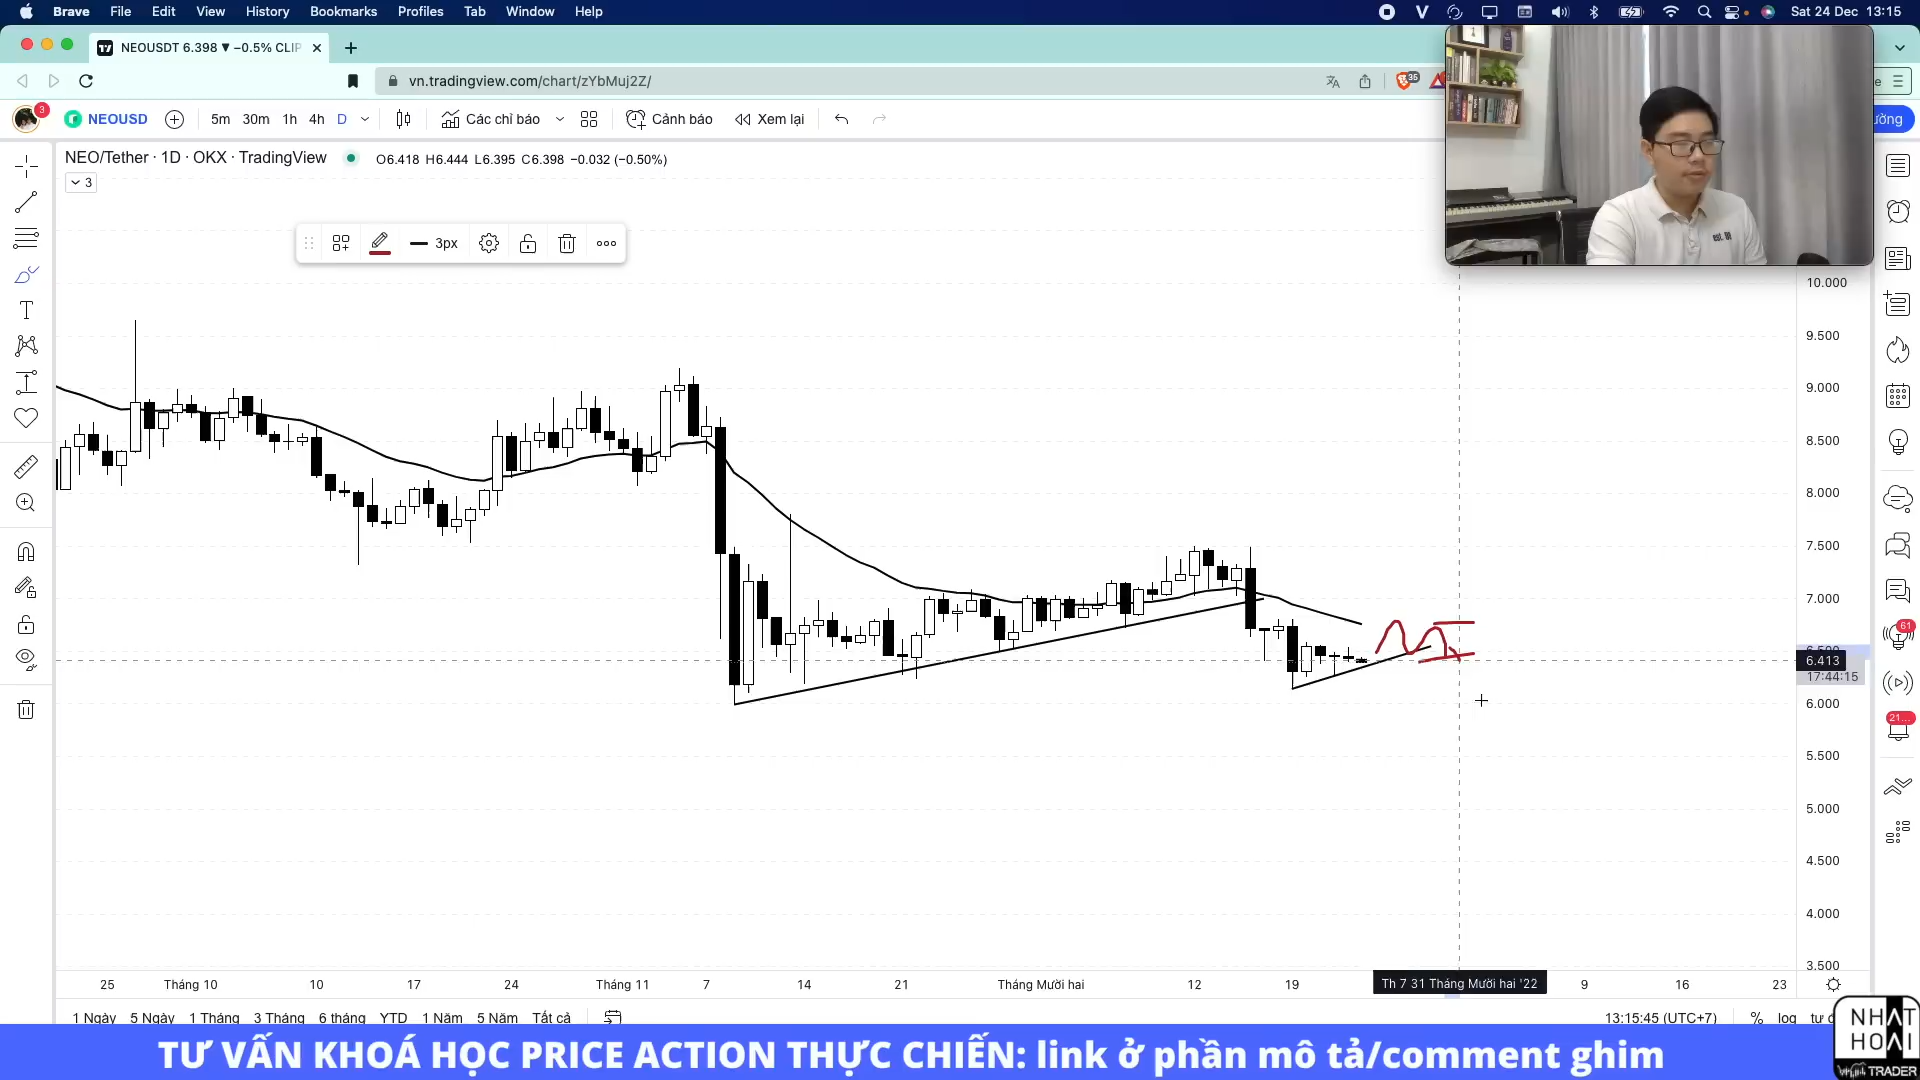 Brave File Edit View History Bookmarks Profiles Tab Window Help
V
Sat 24 Dec 13:15
NEOUSDT 6.398 ▼ −0.5% CLIP
vn.tradingview.com/chart/zYbMuj2Z/
35
3
NEOUSD
5m 30m 1h 4h D
Các chỉ báo
Cảnh báo
Xem lại
NEO/Tether · 1D · OKX · TradingView
O6.418 H6.444 L6.395 C6.398 −0.032 (−0.50%)
3
3px
10.000
9.500
9.000
8.500
8.000
7.500
7.000
6.413
17:44:15
6.000
5.500
5.000
4.500
4.000
3.500
61
25 Tháng 10 10 17 24 Tháng 11 7 14 21 Tháng Mười hai 12 19 Th 7 31 Tháng Mười hai '22 9 16 23
1 Ngày 5 Ngày 1 Tháng 3 Tháng 6 tháng YTD 1 Năm 5 Năm Tất cả
13:15:45 (UTC+7) % log
TƯ VẤN KHOÁ HỌC PRICE ACTION THỰC CHIẾN: link ở phần mô tả/comment ghim
NHAT
HOAI
TRADER